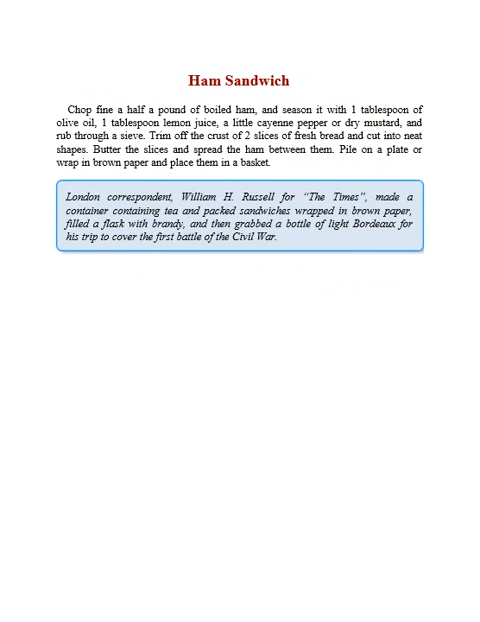 Ham Sandwich
Chop fine a half a pound of boiled ham, and season it with 1 tablespoon of
olive oil, 1 tablespoon lemon juice, a little cayenne pepper or dry mustard, and
rub through a sieve. Trim off the crust of 2 slices of fresh bread and cut into neat
shapes. Butter the slices and spread the ham between them. Pile on a plate or
wrap in brown paper and place them in a basket.
London correspondent, William H. Russell for “The Times”, made a
container containing tea and packed sandwiches wrapped in brown paper,
filled a flask with brandy, and then grabbed a bottle of light Bordeaux for
his trip to cover the first battle of the Civil War.